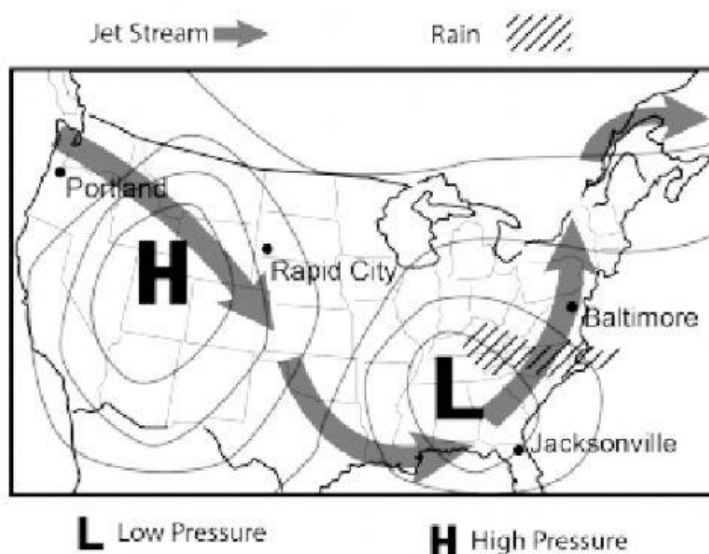 Jet Stream Rain
Portland
H
Rapid City
Baltimore
L
Jacksonville
L Low Pressure H High Pressure